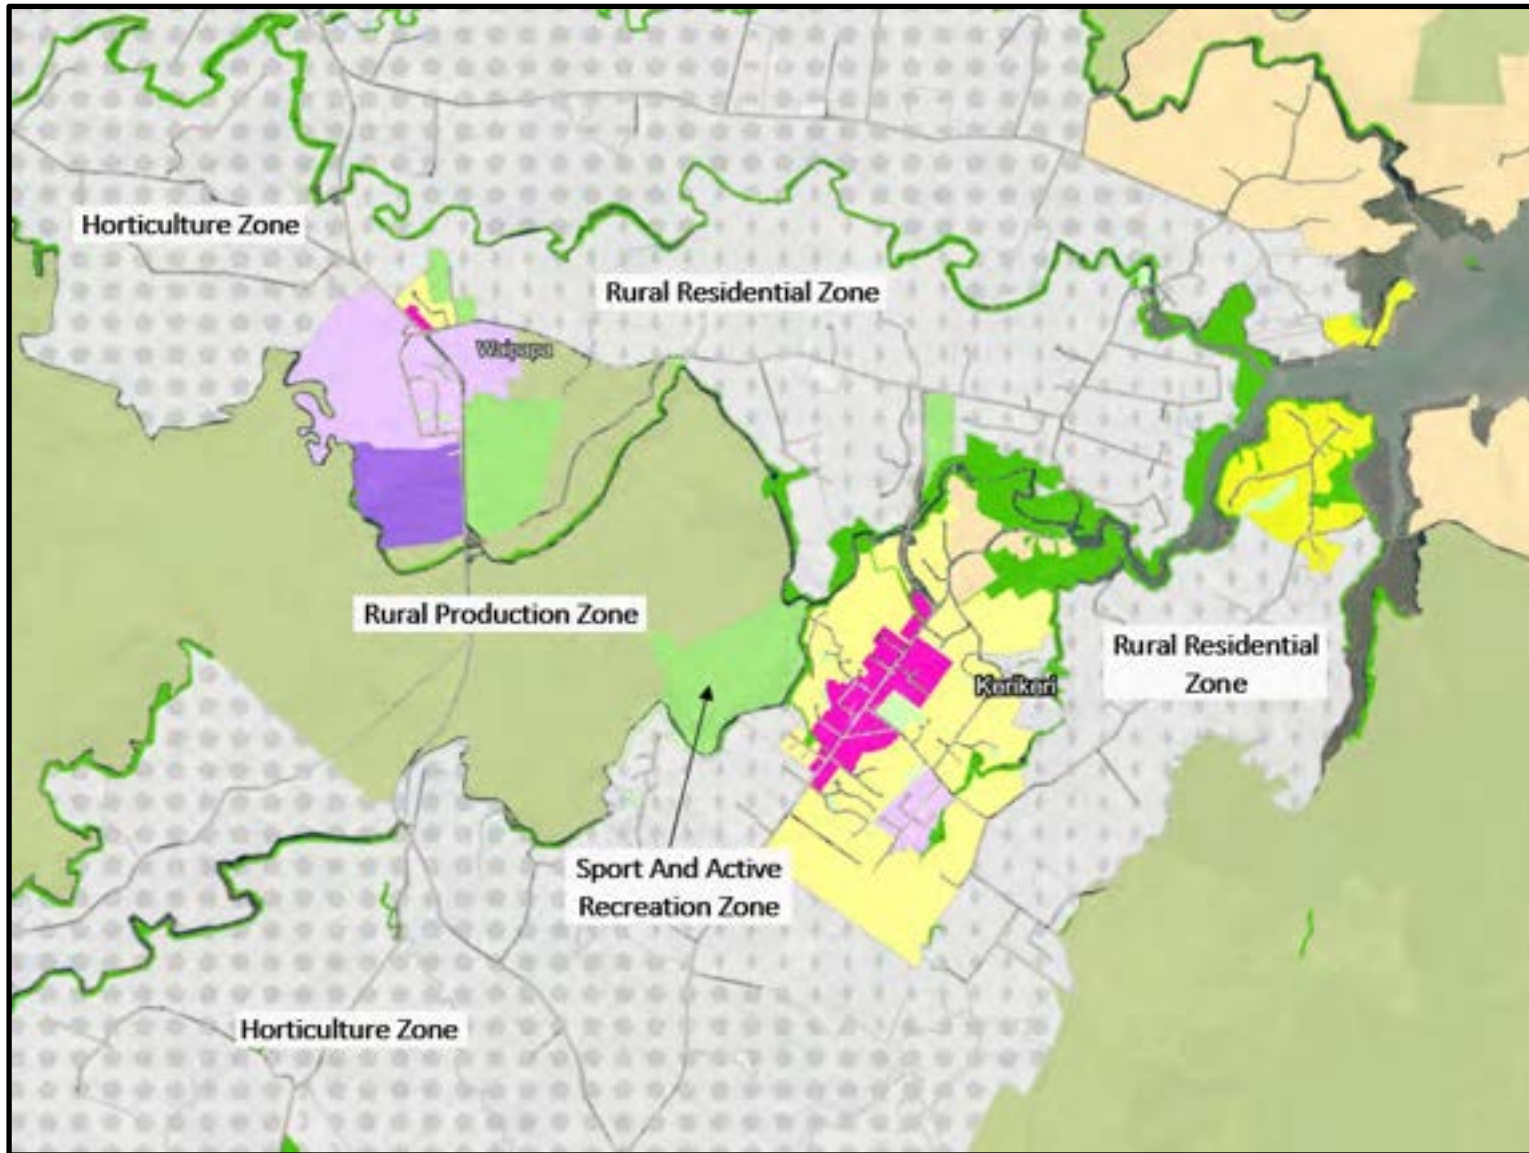 Horticulture Zone
Rural Residential Zone
Waipapa
Rural Production Zone
Rural Residential
Zone
Kerikeri
Sport And Active
Recreation Zone
Horticulture Zone